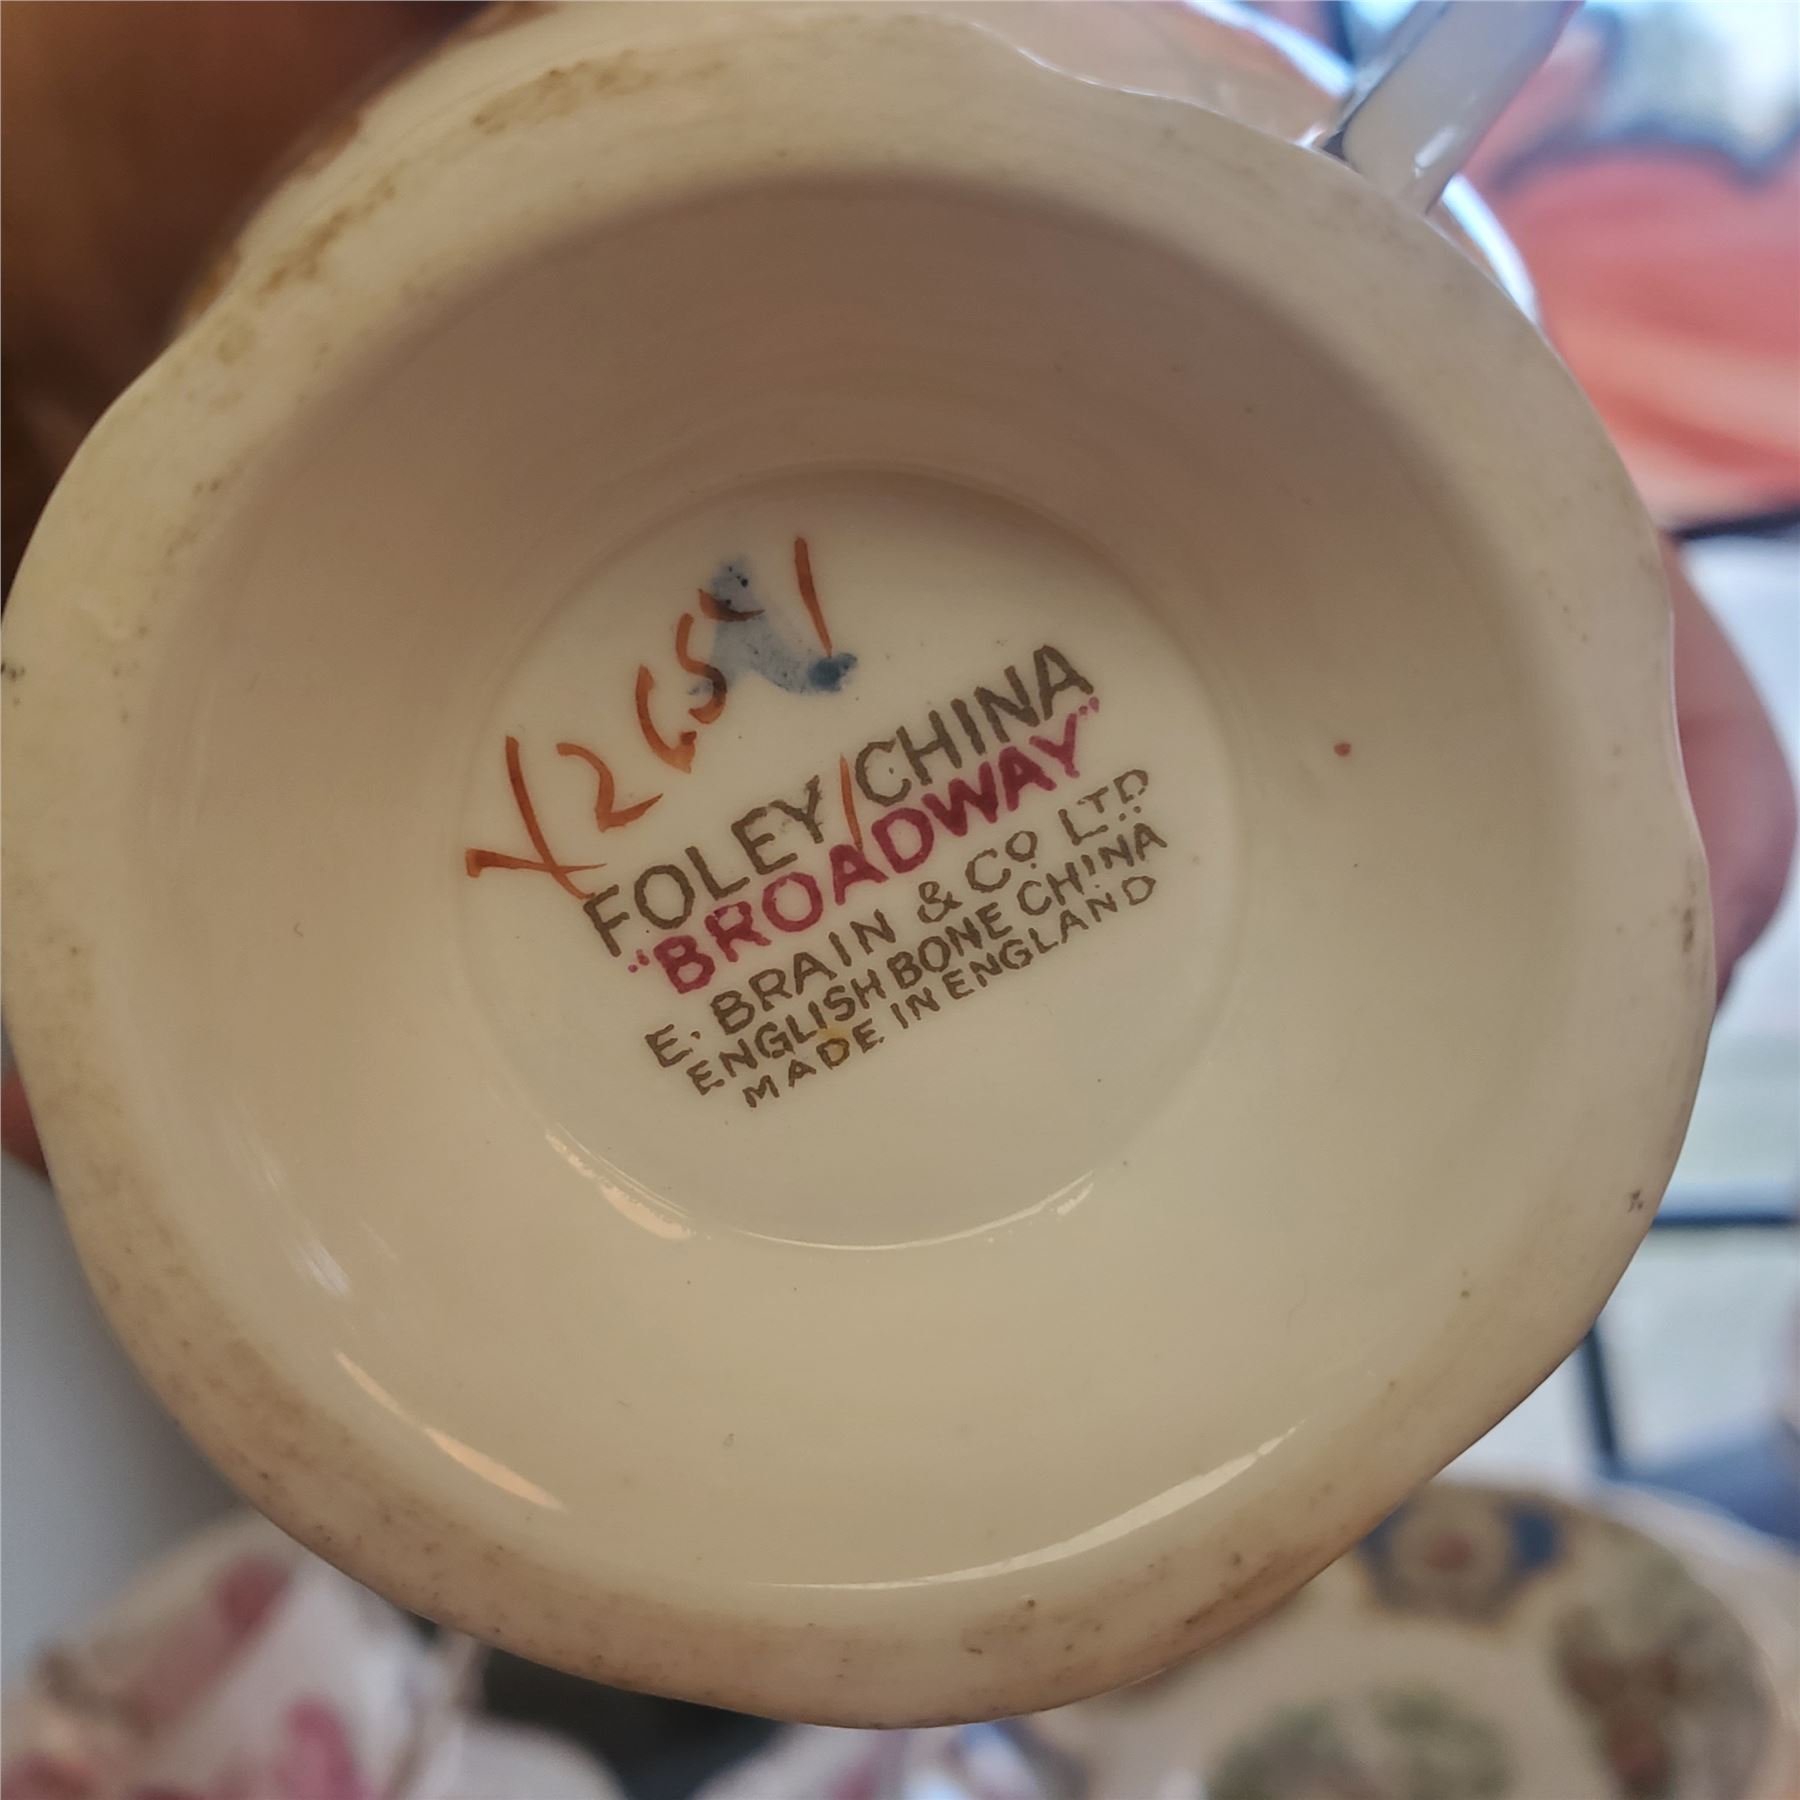 X2651
FOLEY CHINA
"BROADWAY"
E. BRAIN & Co. LTD.
ENGLISH BONE CHINA
MADE IN ENGLAND